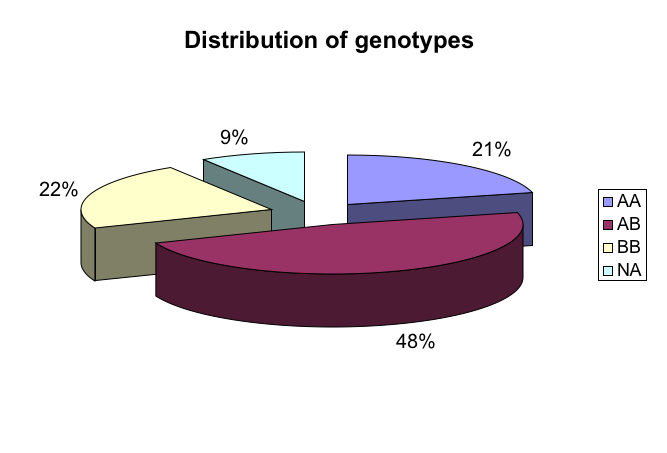 Distribution of genotypes
9%
21%
22%
48%
AA
AB
BB
NA